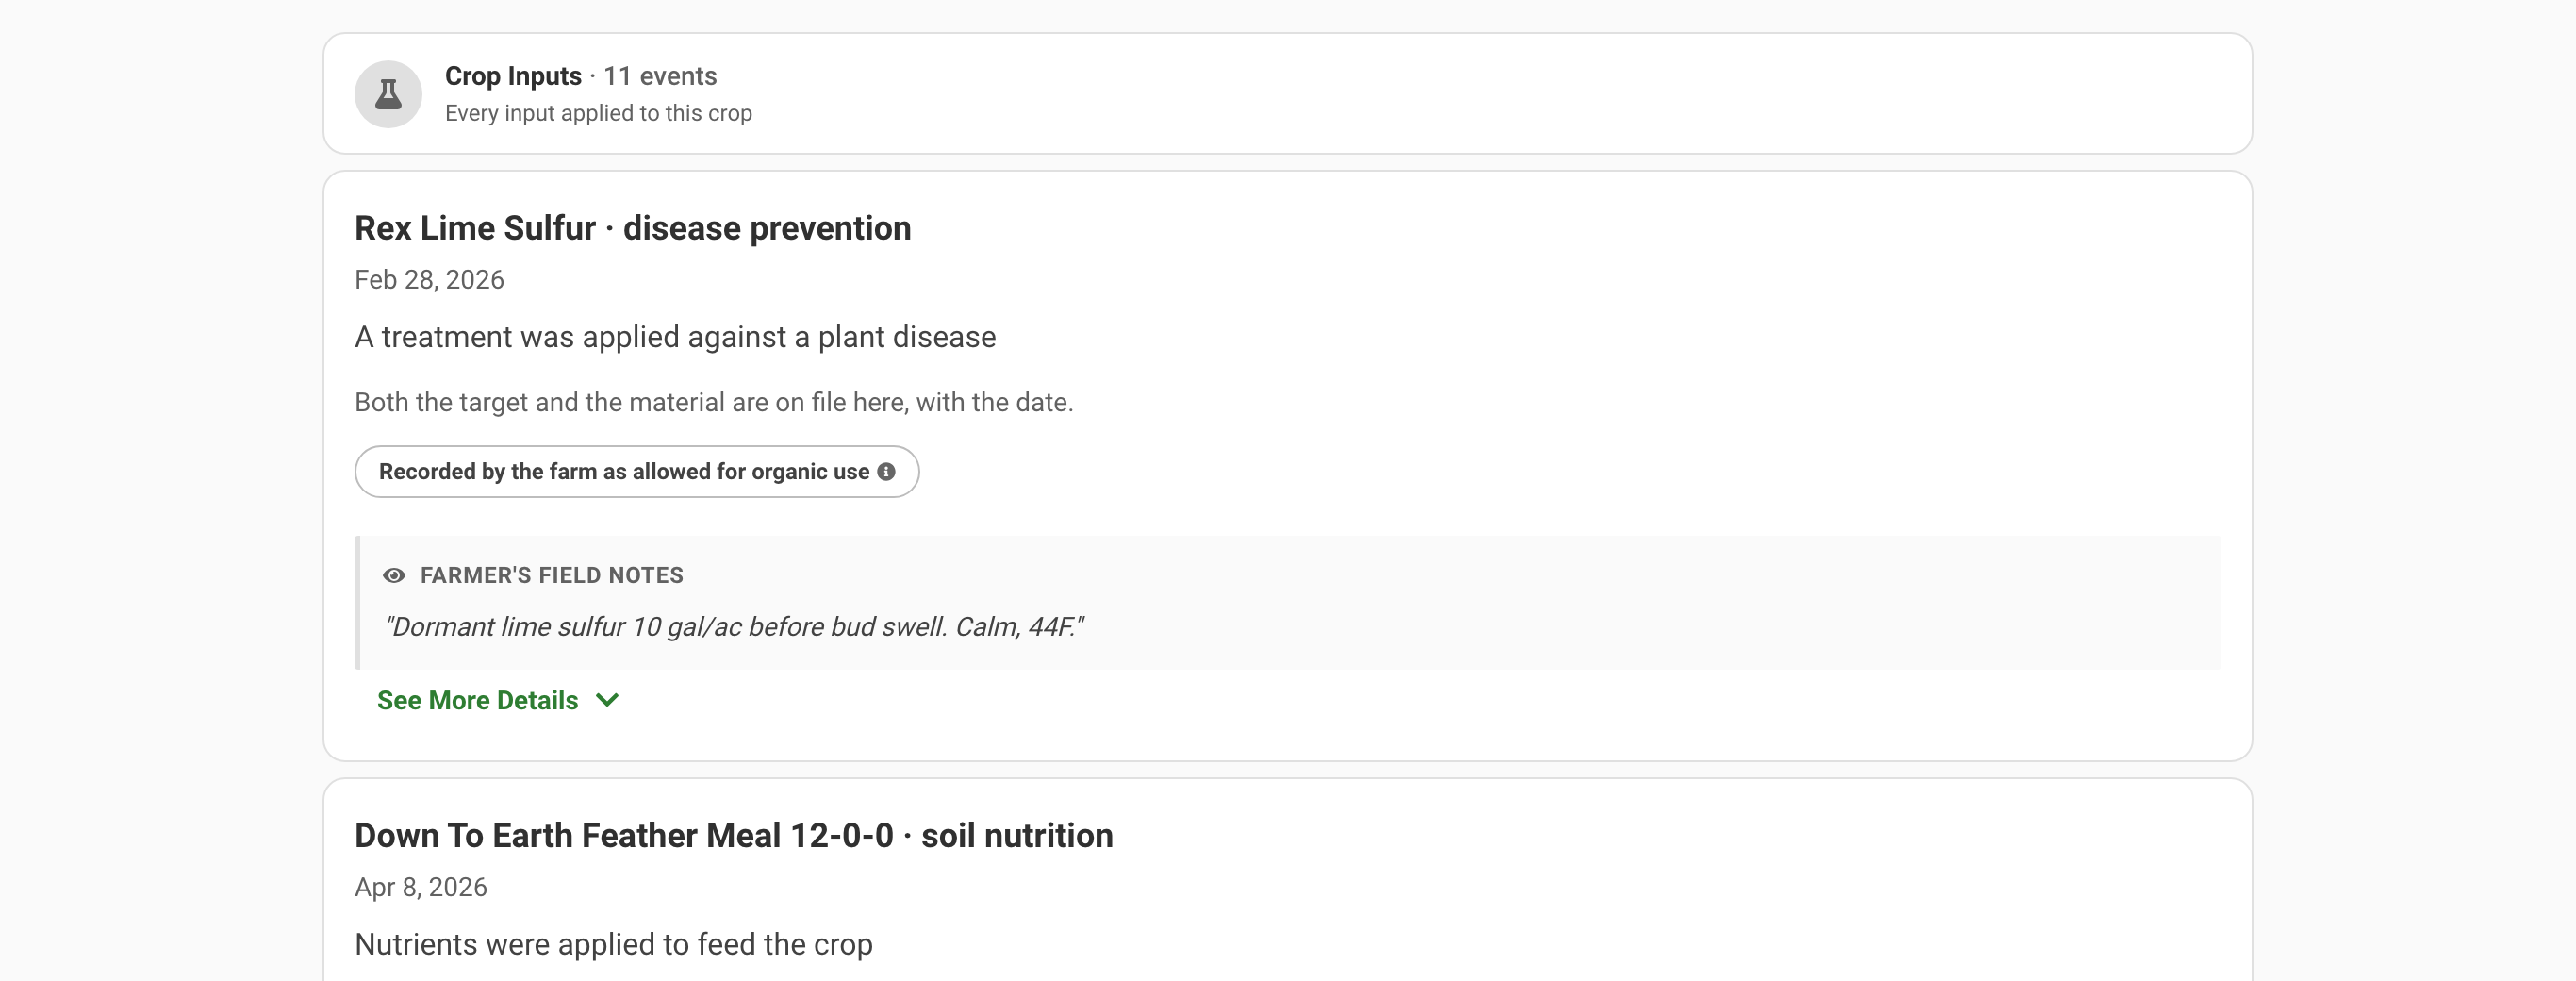 Crop Inputs · 11 events
Every input applied to this crop
Rex Lime Sulfur · disease prevention
Feb 28, 2026
A treatment was applied against a plant disease
Both the target and the material are on file here, with the date.
Recorded by the farm as allowed for organic use
FARMER'S FIELD NOTES
"Dormant lime sulfur 10 gal/ac before bud swell. Calm, 44F."
See More Details
Down To Earth Feather Meal 12-0-0 · soil nutrition
Apr 8, 2026
Nutrients were applied to feed the crop